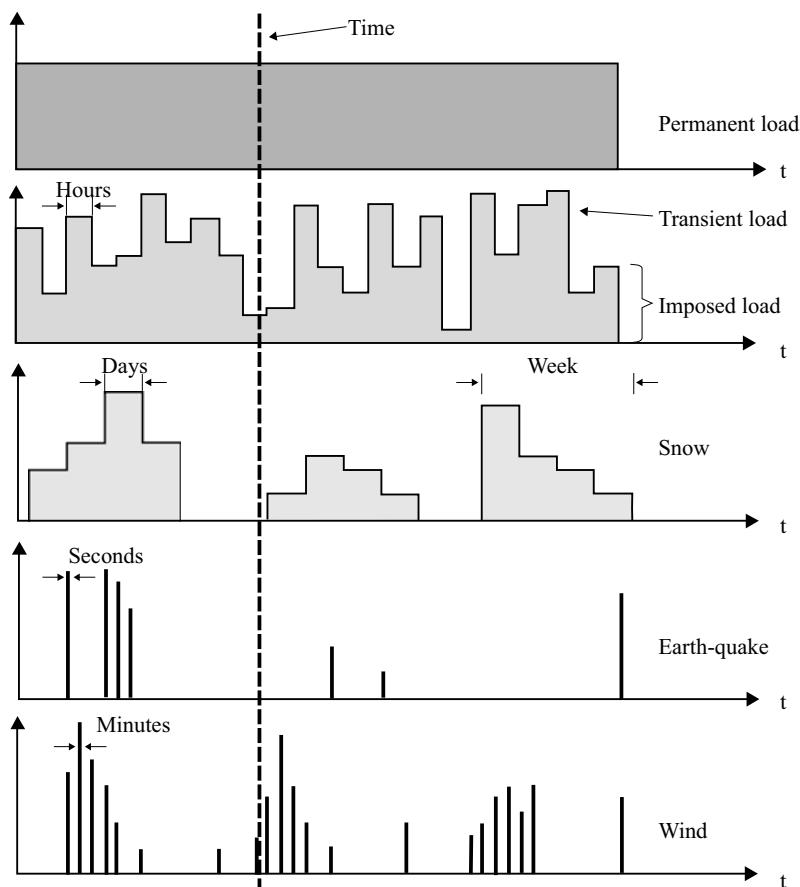 Time
Permanent load
t
Hours
Transient load
Imposed load
t
Days
Week
Snow
t
Seconds
Earth-quake
t
Minutes
Wind
t